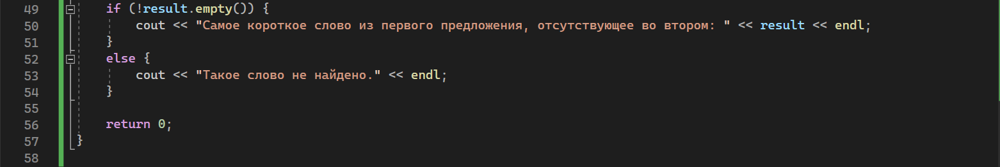 49 if (!result.empty()) {
50 cout << "Самое короткое слово из первого предложения, отсутствующее во втором: " << result << endl;
51 }
52 else {
53 cout << "Такое слово не найдено." << endl;
54 }
55
56 return 0;
57 }
58